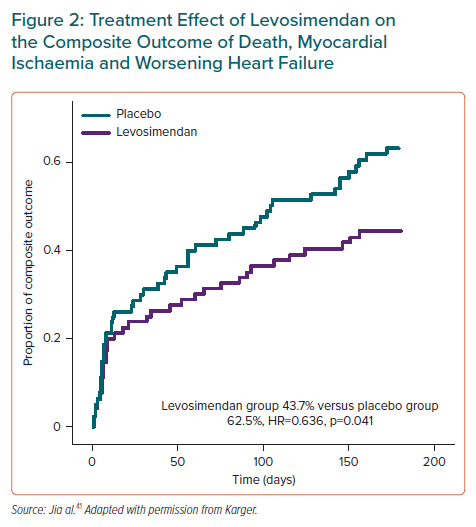 Figure 2: Treatment Effect of Levosimendan on
the Composite Outcome of Death, Myocardial
Ischaemia and Worsening Heart Failure
Placebo
Levosimendan
Proportion of composite outcome
0.6
0.4
0.2
0
Levosimendan group 43.7% versus placebo group
62.5%, HR=0.636, p=0.041
0 50 100 150 200
Time (days)
Source: Jia al.⁴¹ Adapted with permission from Karger.